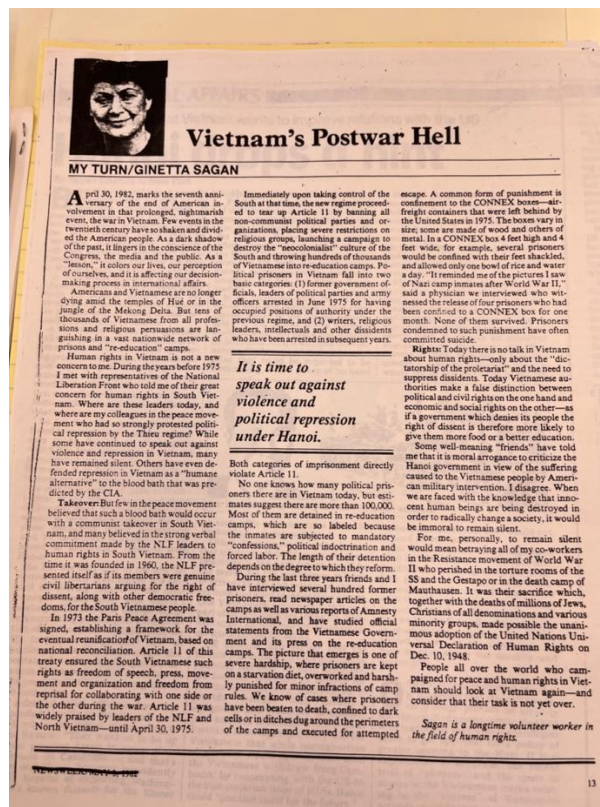 Vietnam's Postwar Hell
MY TURN/GINETTA SAGAN
April 30, 1982, marks the seventh anni-
versary of the end of American in-
volvement in that prolonged, nightmarish
event, the war in Vietnam. Few events in the
twentieth century have so shaken and divid-
ed the American people. As a dark shadow
of the past, it lingers in the conscience of the
Congress, the media and the public. As a
"lesson," it colors our lives, our perception
of ourselves, and it is affecting our decision-
making process in international affairs.
Americans and Vietnamese are no longer
dying amid the temples of Hué or in the
jungle of the Mekong Delta. But tens of
thousands of Vietnamese from all profes-
sions and religious persuasions are lan-
guishing in a vast nationwide network of
prisons and "re-education" camps.
Human rights in Vietnam is not a new
concern to me. During the years before 1975
I met with representatives of the National
Liberation Front who told me of their great
concern for human rights in South Viet-
nam. Where are these leaders today, and
where are my colleagues in the peace move-
ment who had so strongly protested politi-
cal repression by the Thieu regime? While
some have continued to speak out against
violence and repression in Vietnam, many
have remained silent. Others have even de-
fended repression in Vietnam as a "humane
alternative" to the blood bath that was pre-
dicted by the CIA.
Takeover: But few in the peace movement
believed that such a blood bath would occur
with a communist takeover in South Viet-
nam, and many believed in the strong verbal
commitment made by the NLF leaders to
human rights in South Vietnam. From the
time it was founded in 1960, the NLF pre-
sented itself as if its members were genuine
civil libertarians arguing for the right of
dissent, along with other democratic free-
doms, for the South Vietnamese people.
In 1973 the Paris Peace Agreement was
signed, establishing a framework for the
eventual reunification of Vietnam, based on
national reconciliation. Article 11 of this
treaty ensured the South Vietnamese such
rights as freedom of speech, press, move-
ment and organization and freedom from
reprisal for collaborating with one side or
the other during the war. Article 11 was
widely praised by leaders of the NLF and
North Vietnam—until April 30, 1975.
Immediately upon taking control of the
South at that time, the new regime proceed-
ed to tear up Article 11 by banning all
non-communist political parties and or-
ganizations, placing severe restrictions on
religious groups, launching a campaign to
destroy the "neocolonialist" culture of the
South and throwing hundreds of thousands
of Vietnamese into re-education camps. Po-
litical prisoners in Vietnam fall into two
basic categories: (1) former government of-
ficials, leaders of political parties and army
officers arrested in June 1975 for having
occupied positions of authority under the
previous regime, and (2) writers, religious
leaders, intellectuals and other dissidents
who have been arrested in subsequent years.
It is time to
speak out against
violence and
political repression
under Hanoi.
Both categories of imprisonment directly
violate Article 11.
No one knows how many political pris-
oners there are in Vietnam today, but esti-
mates suggest there are more than 100,000.
Most of them are detained in re-education
camps, which are so labeled because
the inmates are subjected to mandatory
"confessions," political indoctrination and
forced labor. The length of their detention
depends on the degree to which they reform.
During the last three years friends and I
have interviewed several hundred former
prisoners, read newspaper articles on the
camps as well as various reports of Amnesty
International, and have studied official
statements from the Vietnamese Govern-
ment and its press on the re-education
camps. The picture that emerges is one of
severe hardship, where prisoners are kept
on a starvation diet, overworked and harsh-
ly punished for minor infractions of camp
rules. We know of cases where prisoners
have been beaten to death, confined to dark
cells or in ditches dug around the perimeters
of the camps and executed for attempted
escape. A common form of punishment is
confinement to the CONNEX boxes—air-
freight containers that were left behind by
the United States in 1975. The boxes vary in
size; some are made of wood and others of
metal. In a CONNEX box 4 feet high and 4
feet wide, for example, several prisoners
would be confined with their feet shackled,
and allowed only one bowl of rice and water
a day. "It reminded me of the pictures I saw
of Nazi camp inmates after World War II,"
said a physician we interviewed who wit-
nessed the release of four prisoners who had
been confined to a CONNEX box for one
month. None of them survived. Prisoners
condemned to such punishment have often
committed suicide.
Rights: Today there is no talk in Vietnam
about human rights—only about the "dic-
tatorship of the proletariat" and the need to
suppress dissidents. Today Vietnamese au-
thorities make a false distinction between
political and civil rights on the one hand and
economic and social rights on the other—as
if a government which denies its people the
right of dissent is therefore more likely to
give them more food or a better education.
Some well-meaning "friends" have told
me that it is moral arrogance to criticize the
Hanoi government in view of the suffering
caused to the Vietnamese people by Ameri-
can military intervention. I disagree. When
we are faced with the knowledge that inno-
cent human beings are being destroyed in
order to radically change a society, it would
be immoral to remain silent.
For me, personally, to remain silent
would mean betraying all of my co-workers
in the Resistance movement of World War
II who perished in the torture rooms of the
SS and the Gestapo or in the death camp of
Mauthausen. It was their sacrifice which,
together with the deaths of millions of Jews,
Christians of all denominations and various
minority groups, made possible the unani-
mous adoption of the United Nations Uni-
versal Declaration of Human Rights on
Dec. 10, 1948.
People all over the world who cam-
paigned for peace and human rights in Viet-
nam should look at Vietnam again—and
consider that their task is not yet over.
Sagan is a longtime volunteer worker in
the field of human rights.
NEWSWEEK/MAY 3, 1982
13